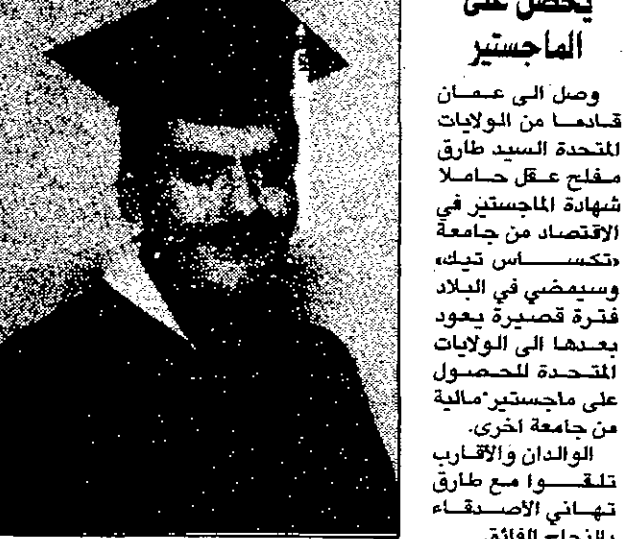 يحصل على
الماجستير
وصل الى عمان
قادما من الولايات
المتحدة السيد طارق
مفلح عقل حاملا
شهادة الماجستير في
الاقتصاد من جامعة
«تكساس تيك»
وسيمضي في البلاد
فترة قصيرة يعود
بعدها الى الولايات
المتحدة للحصول
على ماجستير مالية
من جامعة اخرى.
الوالدان والاقارب
تلقوا مع طارق
تهاني الأصدقاء
بالنجاح الفائق